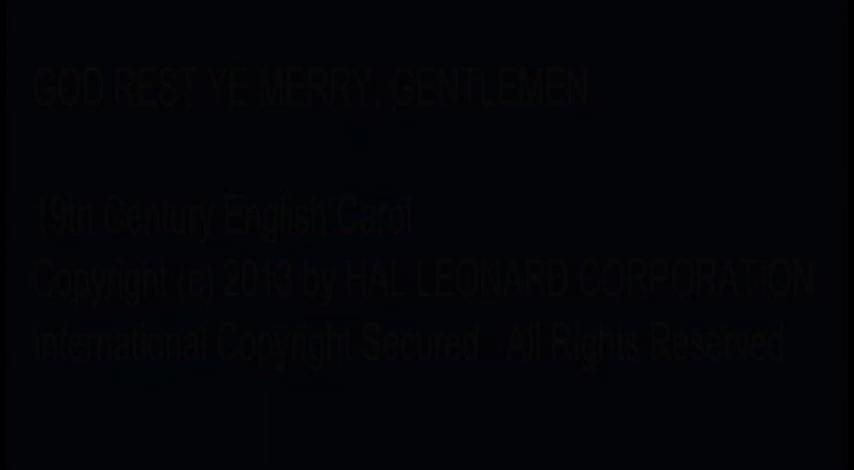 GOD REST YE MERRY, GENTLEMEN
19th Century English Carol
Copyright (c) 2013 by HAL LEONARD CORPORATION
International Copyright Secured All Rights Reserved